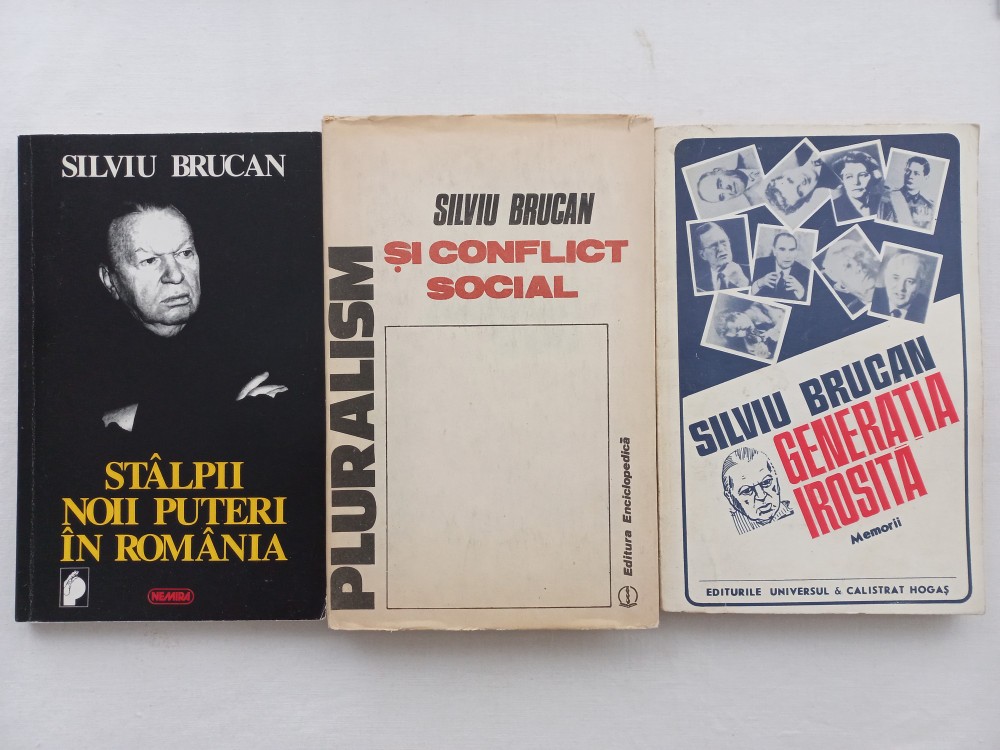 SILVIU BRUCAN
STÂLPII
NOII PUTERI
ÎN ROMÂNIA
NEMIRA
PLURALISM
SILVIU BRUCAN
ȘI CONFLICT
SOCIAL
Editura Enciclopedică
SILVIU BRUCAN
GENERAȚIA
IROSITĂ
Memorii
EDITURILE UNIVERSUL & CALISTRAT HOGAȘ